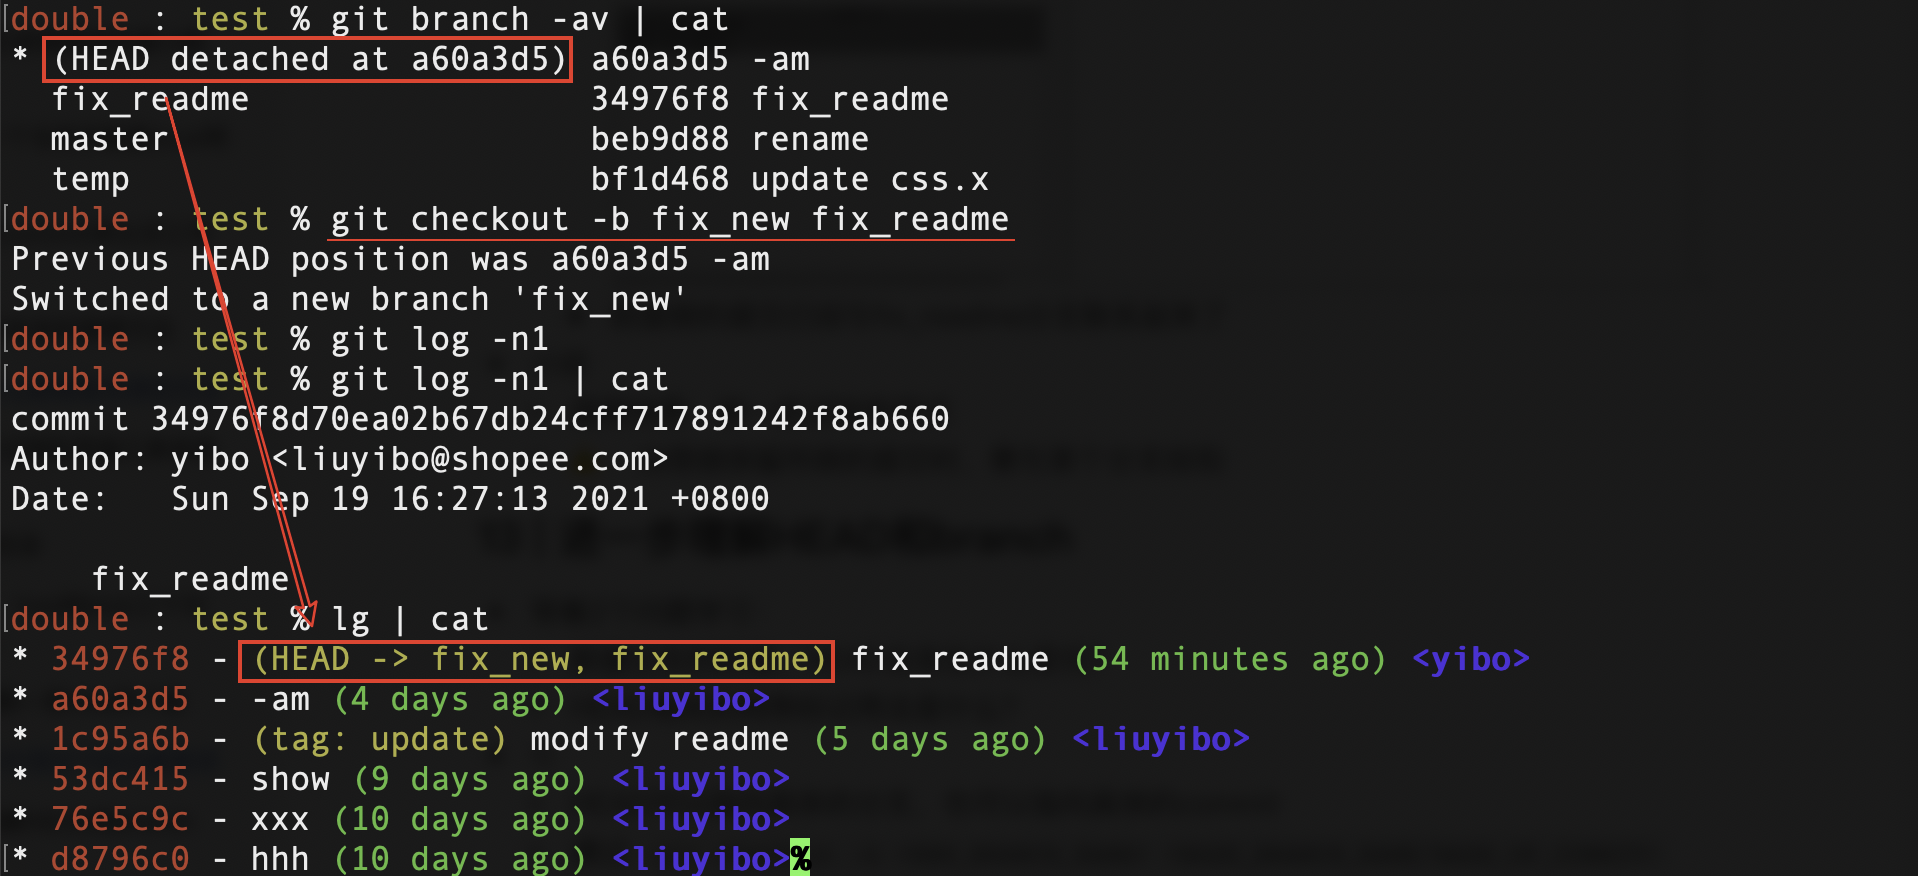 [double : test % git branch -av | cat
* (HEAD detached at a60a3d5) a60a3d5 -am
  fix_readme                 34976f8 fix_readme
  master                     beb9d88 rename
  temp                       bf1d468 update css.x
[double : test % git checkout -b fix_new fix_readme
Previous HEAD position was a60a3d5 -am
Switched to a new branch 'fix_new'
[double : test % git log -n1
[double : test % git log -n1 | cat
commit 34976f8d70ea02b67db24cff717891242f8ab660
Author: yibo <liuyibo@shopee.com>
Date:   Sun Sep 19 16:27:13 2021 +0800
    fix_readme
[double : test % lg | cat
* 34976f8 - (HEAD -> fix_new, fix_readme) fix_readme (54 minutes ago) <yibo>
* a60a3d5 - -am (4 days ago) <liuyibo>
* 1c95a6b - (tag: update) modify readme (5 days ago) <liuyibo>
* 53dc415 - show (9 days ago) <liuyibo>
* 76e5c9c - xxx (10 days ago) <liuyibo>
[* d8796c0 - hhh (10 days ago) <liuyibo>%